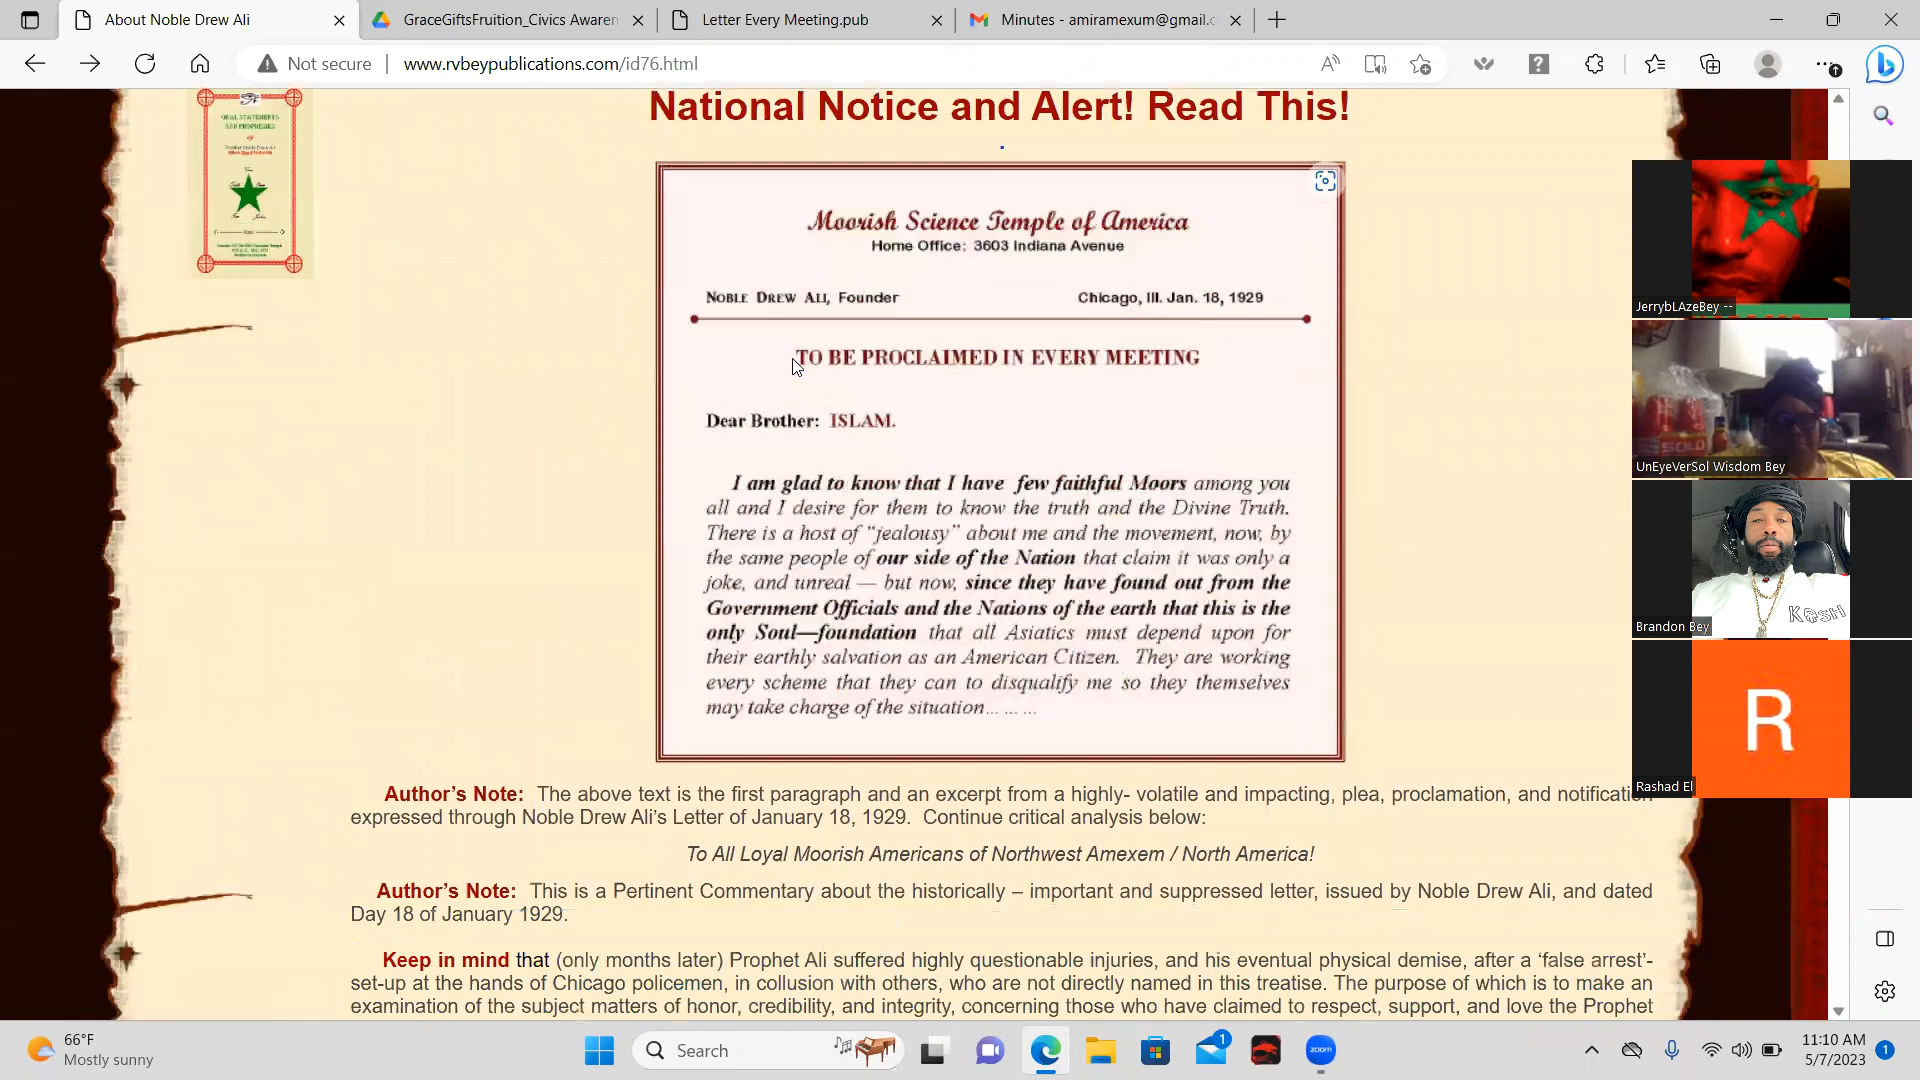 About Noble Drew Ali
GraceGiftsFruition_Civics Awaren
Letter Every Meeting.pub
Minutes - amiramexum@gmail.c
Not secure
www.rvbeypublications.com/id76.html
National Notice and Alert! Read This!
ORAL STATEMENTS
AND PROPHESIES
Moorish Science Temple of America
Home Office: 3603 Indiana Avenue
NOBLE DREW ALI, Founder
Chicago, Ill. Jan. 18, 1929
TO BE PROCLAIMED IN EVERY MEETING
Dear Brother: ISLAM.
I am glad to know that I have few faithful Moors among you
all and I desire for them to know the truth and the Divine Truth.
There is a host of “jealousy” about me and the movement, now, by
the same people of our side of the Nation that claim it was only a
joke, and unreal — but now, since they have found out from the
Government Officials and the Nations of the earth that this is the
only Soul—foundation that all Asiatics must depend upon for
their earthly salvation as an American Citizen. They are working
every scheme that they can to disqualify me so they themselves
may take charge of the situation... ... ...
Author’s Note: The above text is the first paragraph and an excerpt from a highly- volatile and impacting, plea, proclamation, and notification
expressed through Noble Drew Ali’s Letter of January 18, 1929. Continue critical analysis below:
To All Loyal Moorish Americans of Northwest Amexem / North America!
Author’s Note: This is a Pertinent Commentary about the historically – important and suppressed letter, issued by Noble Drew Ali, and dated
Day 18 of January 1929.
Keep in mind that (only months later) Prophet Ali suffered highly questionable injuries, and his eventual physical demise, after a ‘false arrest’-
set-up at the hands of Chicago policemen, in collusion with others, who are not directly named in this treatise. The purpose of which is to make an
examination of the subject matters of honor, credibility, and integrity, concerning those who have claimed to respect, support, and love the Prophet
JerrybLAzeBey --
SOLD
UnEyeVerSol Wisdom Bey
KOSH
Brandon Bey
R
Rashad El
66°F
Mostly sunny
Search
1
zoom
11:10 AM
5/7/2023
1